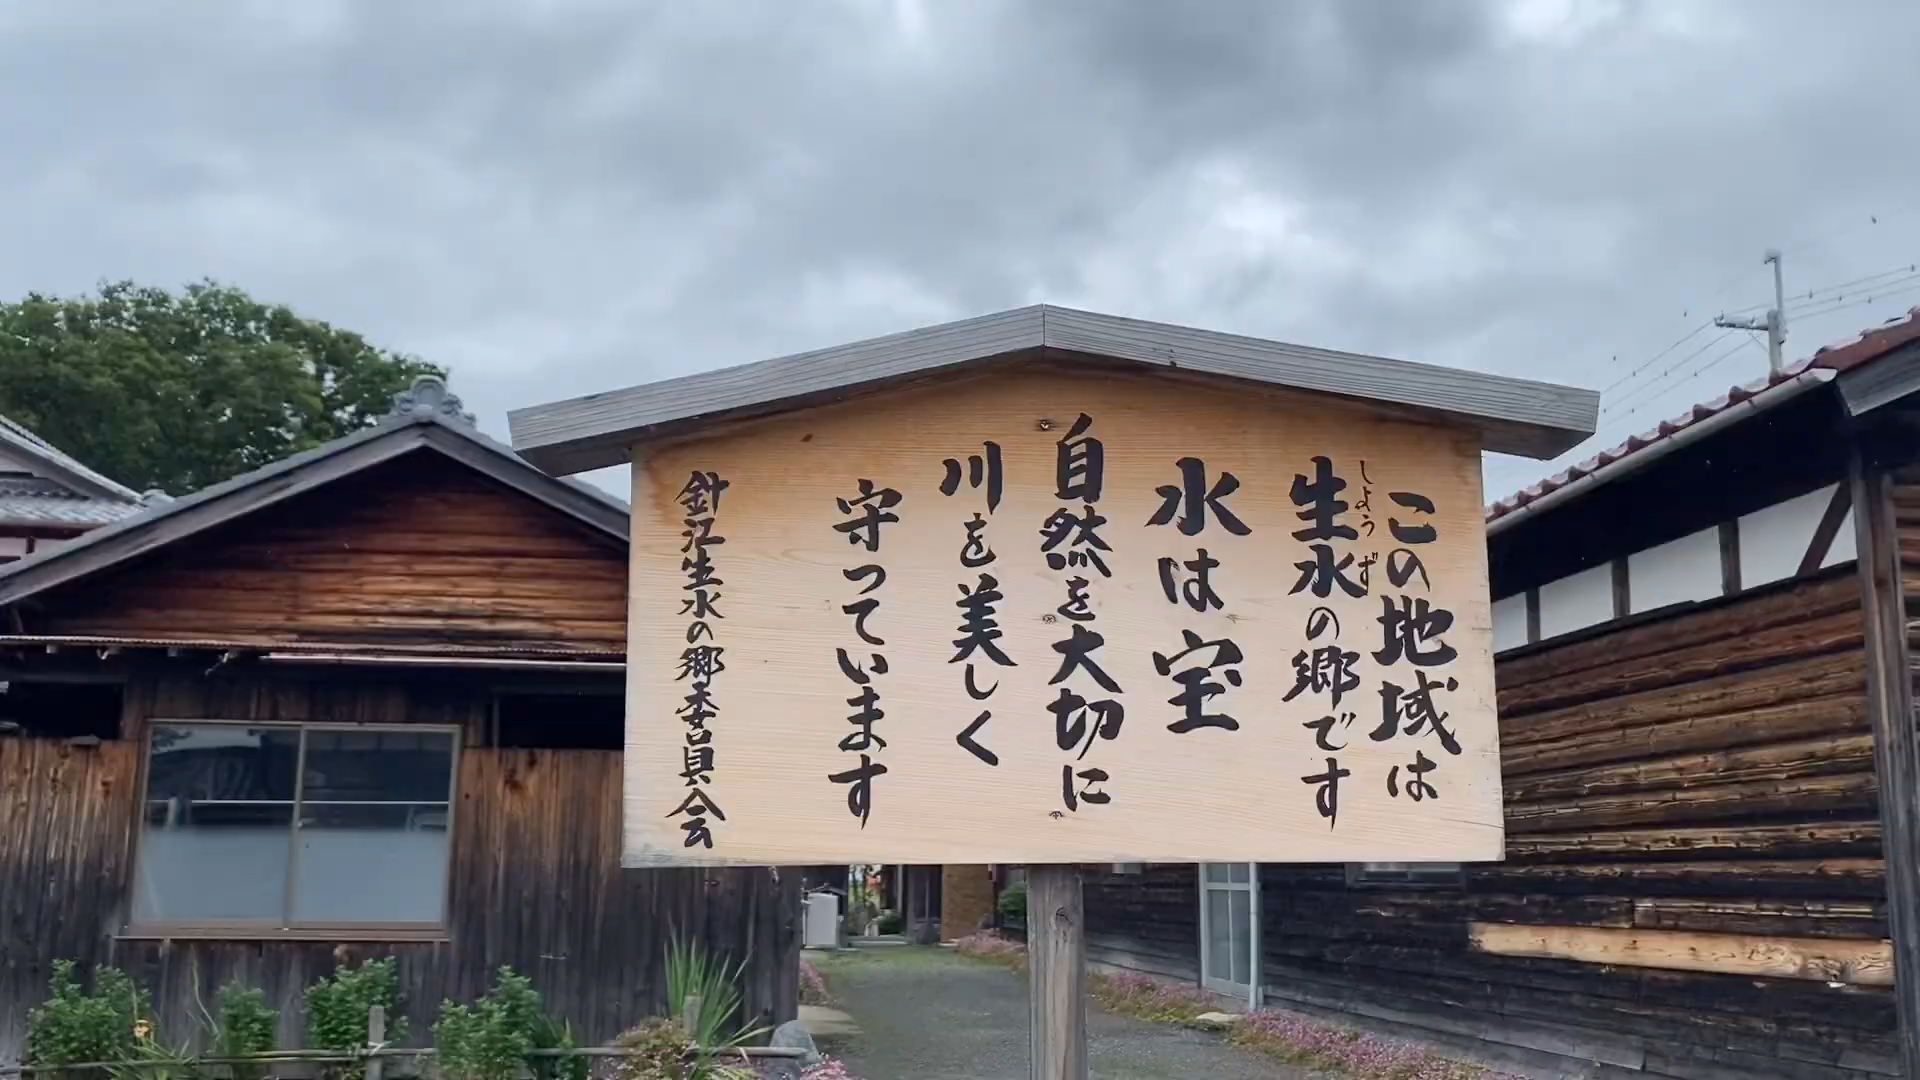 この地域は
生水の郷です
しょうず
水は宝
自然を大切に
川を美しく
守っています
針江生水の郷委員会